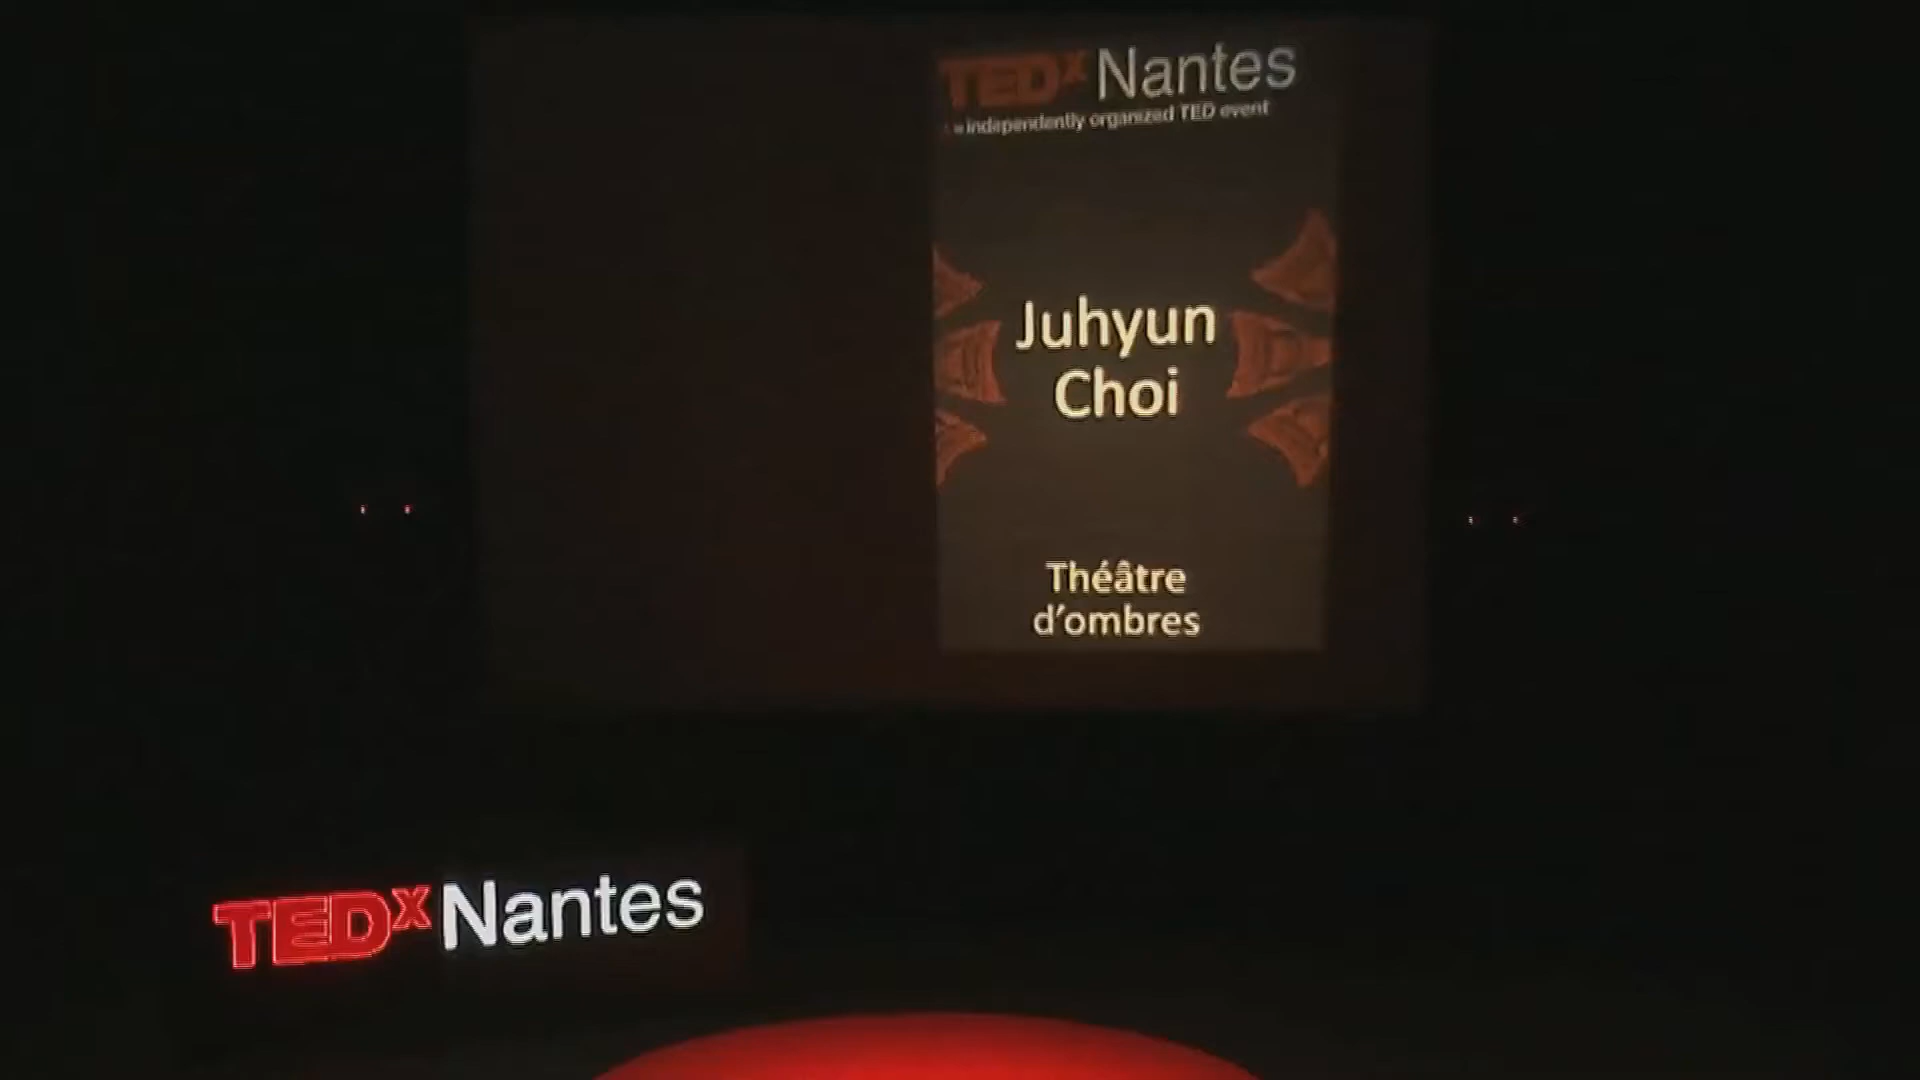 TEDx Nantes
independently organized TED event
Juhyun
Choi
Théâtre
d'ombres
TEDx Nantes